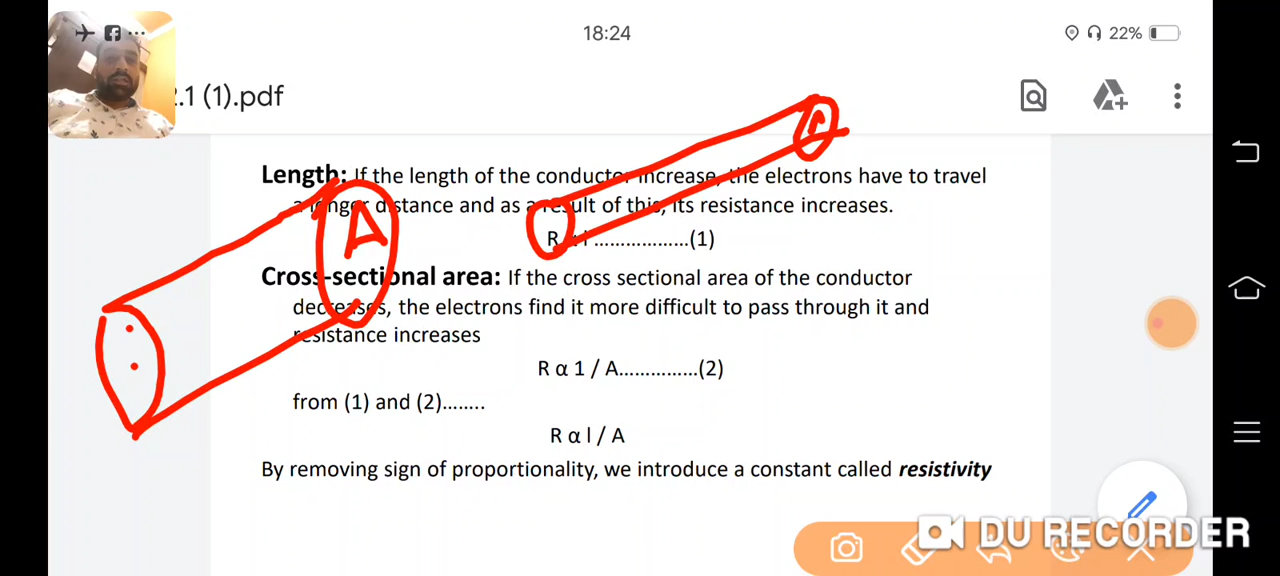 18:24
22%
2.1 (1).pdf
Length: If the length of the conductor increase, the electrons have to travel
a longer distance and as a result of this, its resistance increases.
R α l ..................(1)
A
Cross-sectional area: If the cross sectional area of the conductor
decreases, the electrons find it more difficult to pass through it and
resistance increases
R α 1 / A...............(2)
from (1) and (2)........
R α l / A
By removing sign of proportionality, we introduce a constant called resistivity
DU RECORDER